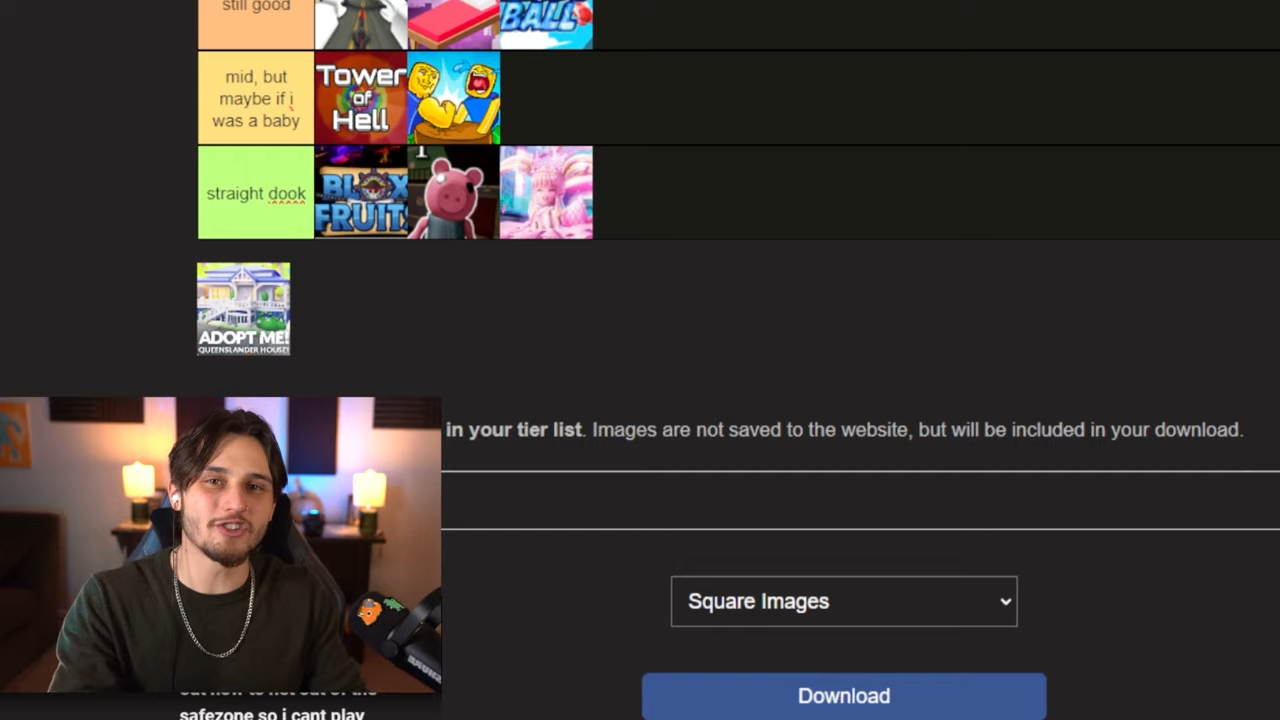 still good
BALL
mid, but
maybe if i
was a baby
TOWER
OF
HELL
straight dook
BLOX
FRUIT
1
ADOPT ME!
QUEENSLANDER HOUSE!
in your tier list. Images are not saved to the website, but will be included in your download.
Square Images
Download
safezone so i cant play